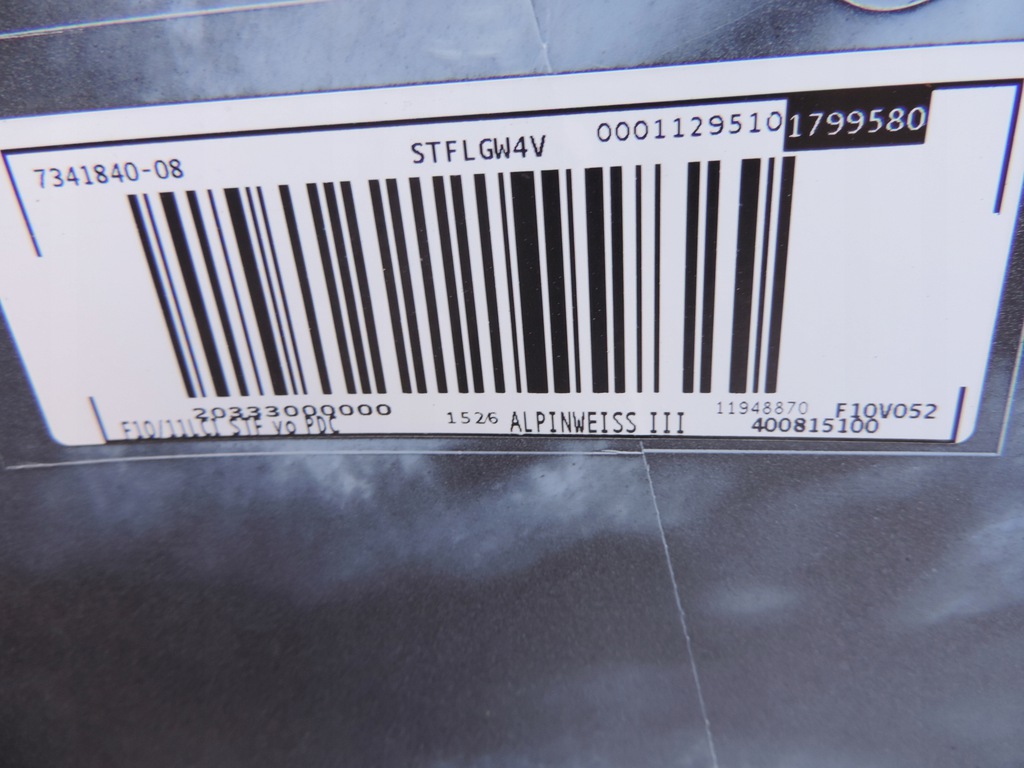 7341840-08 STFLGW4V 0001129510 1799580
20333000000 11948870 F10V052
F10/11LCI STF vo PDC 1526 ALPINWEISS III 400815100